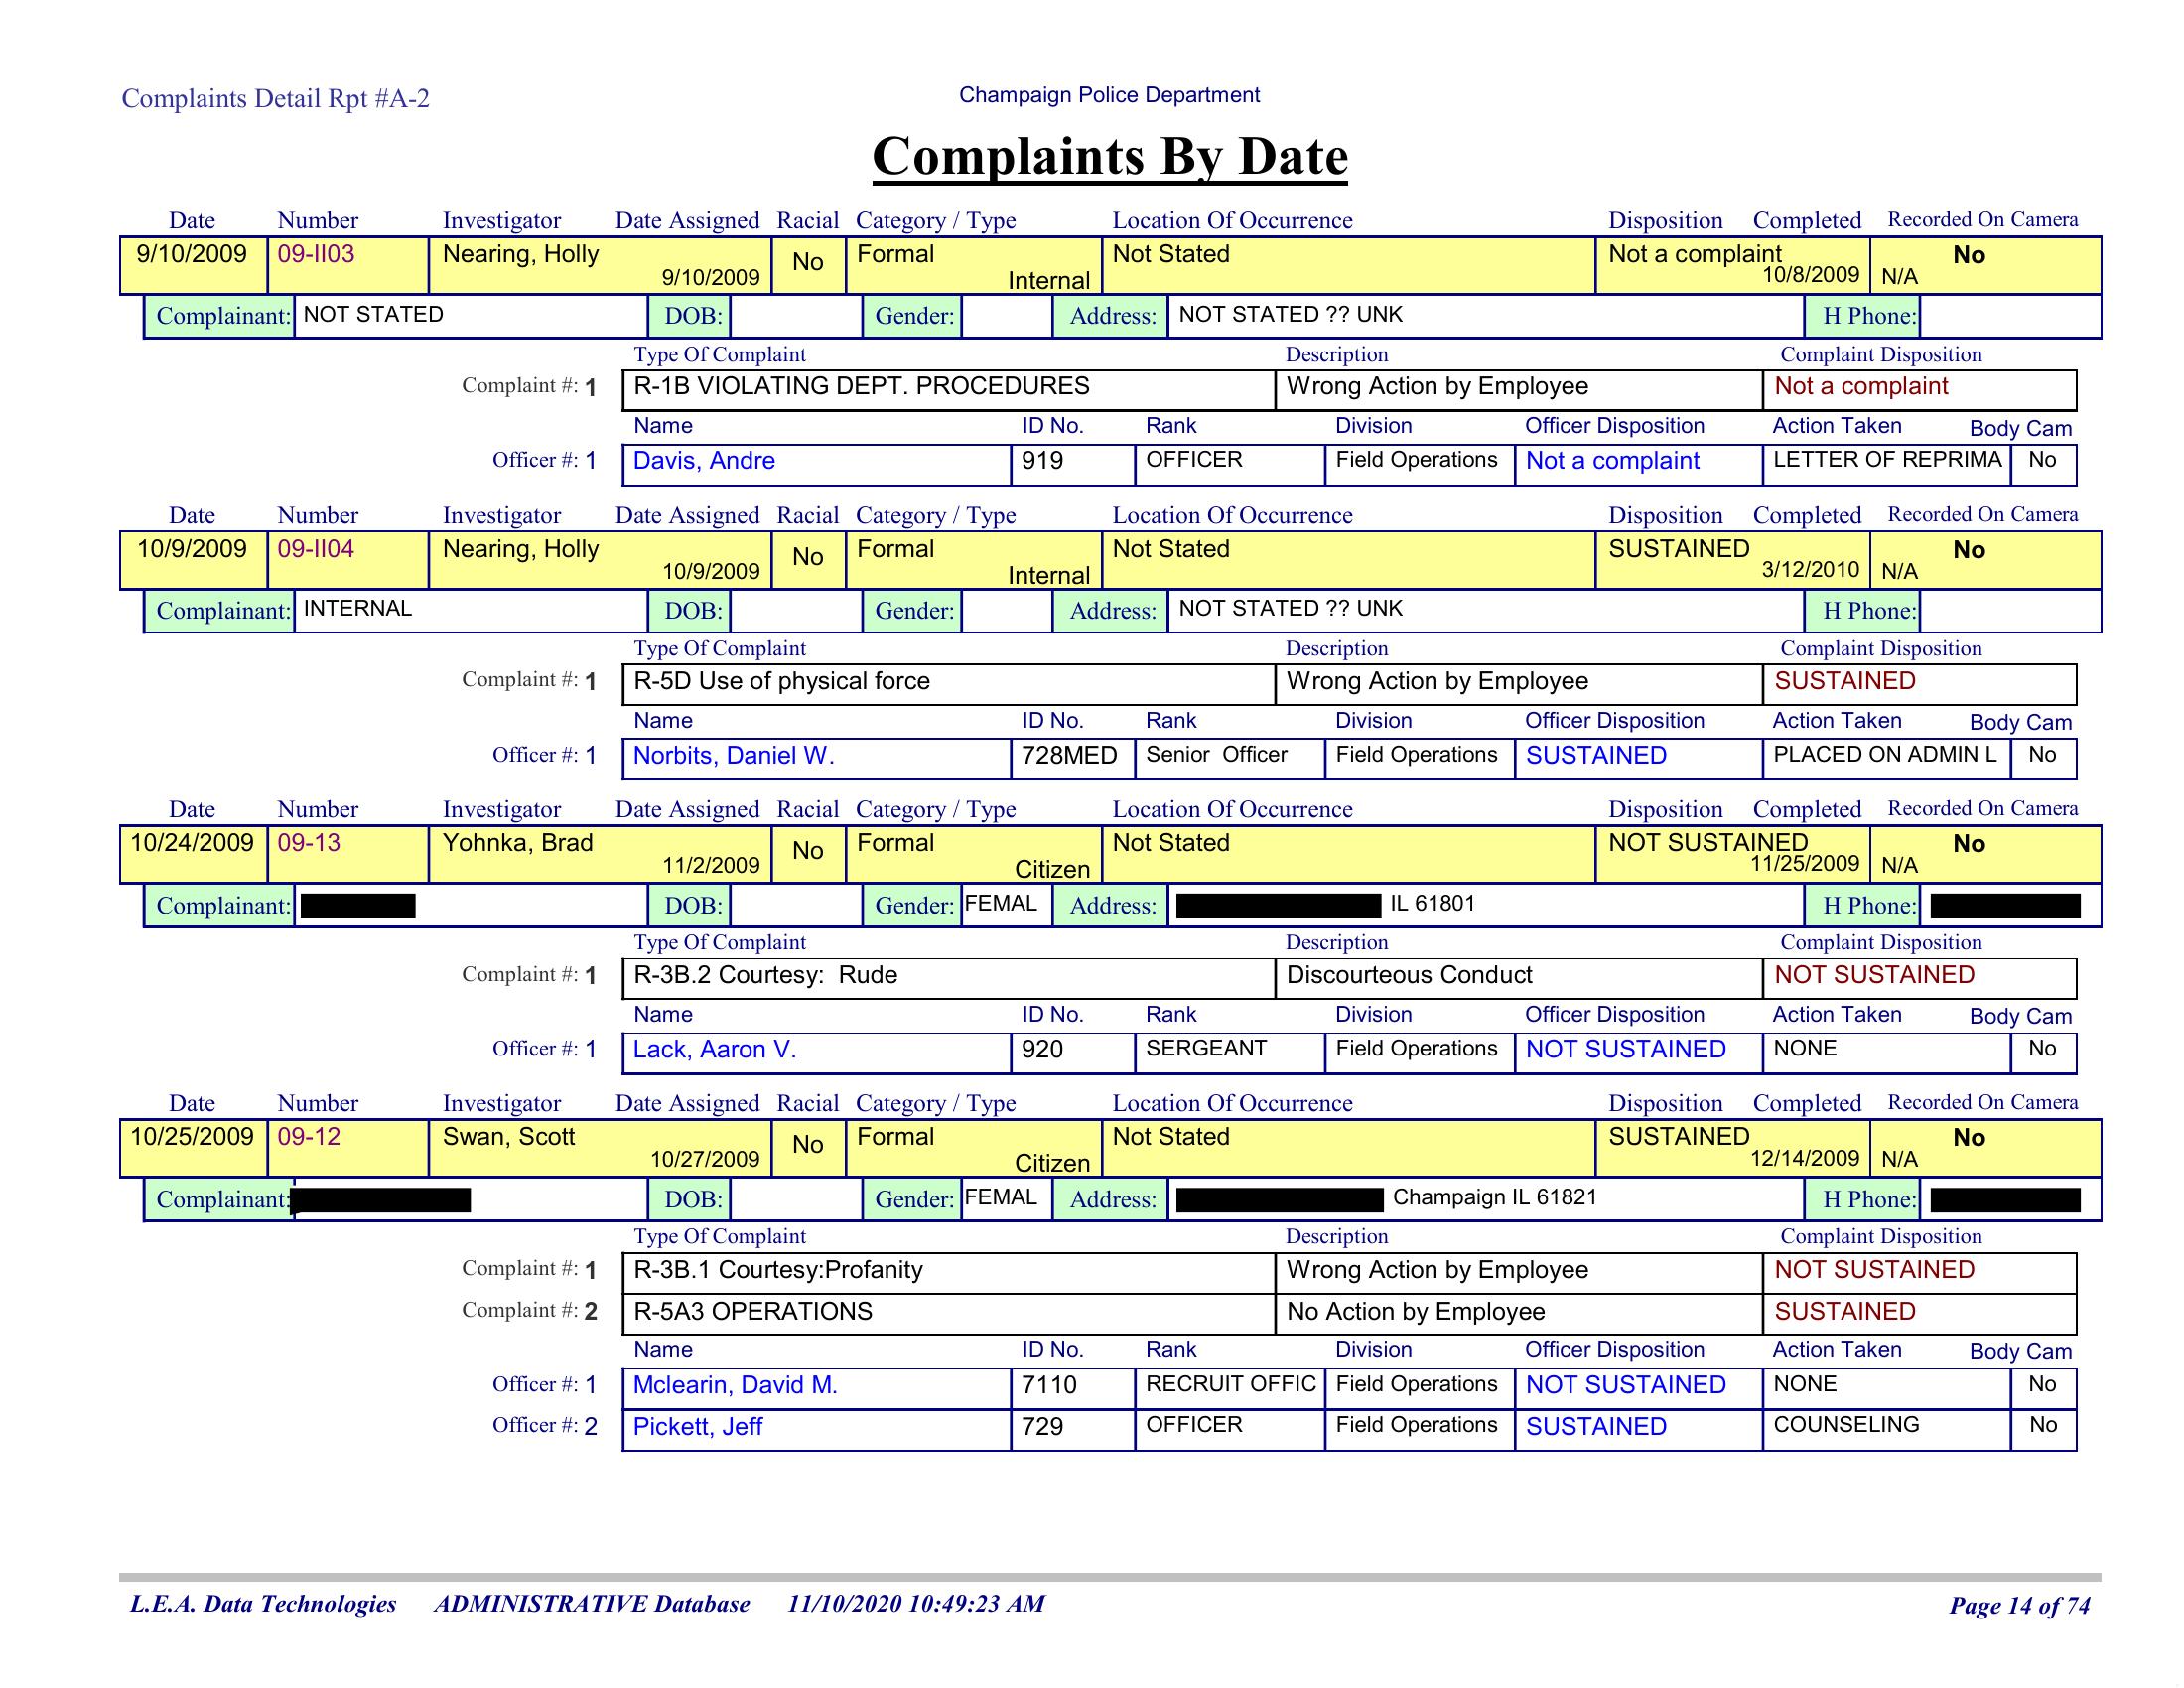 Complaints Detail Rpt #A-2 Champaign Police Department
Complaints By Date
Date Number Investigator Date Assigned Racial Category / Type Location Of Occurrence Disposition Completed Recorded On Camera
9/10/2009 09-II03 Nearing, Holly 9/10/2009 No Formal Internal Not Stated Not a complaint 10/8/2009 N/A No
Complainant: NOT STATED DOB: Gender: Address: NOT STATED ?? UNK H Phone:
Type Of Complaint Description Complaint Disposition
Complaint #: 1 R-1B VIOLATING DEPT. PROCEDURES Wrong Action by Employee Not a complaint
Name ID No. Rank Division Officer Disposition Action Taken Body Cam
Officer #: 1 Davis, Andre 919 OFFICER Field Operations Not a complaint LETTER OF REPRIMA No
Date Number Investigator Date Assigned Racial Category / Type Location Of Occurrence Disposition Completed Recorded On Camera
10/9/2009 09-II04 Nearing, Holly 10/9/2009 No Formal Internal Not Stated SUSTAINED 3/12/2010 N/A No
Complainant: INTERNAL DOB: Gender: Address: NOT STATED ?? UNK H Phone:
Type Of Complaint Description Complaint Disposition
Complaint #: 1 R-5D Use of physical force Wrong Action by Employee SUSTAINED
Name ID No. Rank Division Officer Disposition Action Taken Body Cam
Officer #: 1 Norbits, Daniel W. 728MED Senior Officer Field Operations SUSTAINED PLACED ON ADMIN L No
Date Number Investigator Date Assigned Racial Category / Type Location Of Occurrence Disposition Completed Recorded On Camera
10/24/2009 09-13 Yohnka, Brad 11/2/2009 No Formal Citizen Not Stated NOT SUSTAINED 11/25/2009 N/A No
Complainant: DOB: Gender: FEMAL Address: IL 61801 H Phone:
Type Of Complaint Description Complaint Disposition
Complaint #: 1 R-3B.2 Courtesy: Rude Discourteous Conduct NOT SUSTAINED
Name ID No. Rank Division Officer Disposition Action Taken Body Cam
Officer #: 1 Lack, Aaron V. 920 SERGEANT Field Operations NOT SUSTAINED NONE No
Date Number Investigator Date Assigned Racial Category / Type Location Of Occurrence Disposition Completed Recorded On Camera
10/25/2009 09-12 Swan, Scott 10/27/2009 No Formal Citizen Not Stated SUSTAINED 12/14/2009 N/A No
Complainant: DOB: Gender: FEMAL Address: Champaign IL 61821 H Phone:
Type Of Complaint Description Complaint Disposition
Complaint #: 1 R-3B.1 Courtesy:Profanity Wrong Action by Employee NOT SUSTAINED
Complaint #: 2 R-5A3 OPERATIONS No Action by Employee SUSTAINED
Name ID No. Rank Division Officer Disposition Action Taken Body Cam
Officer #: 1 Mclearin, David M. 7110 RECRUIT OFFIC Field Operations NOT SUSTAINED NONE No
Officer #: 2 Pickett, Jeff 729 OFFICER Field Operations SUSTAINED COUNSELING No
L.E.A. Data Technologies ADMINISTRATIVE Database 11/10/2020 10:49:23 AM Page 14 of 74